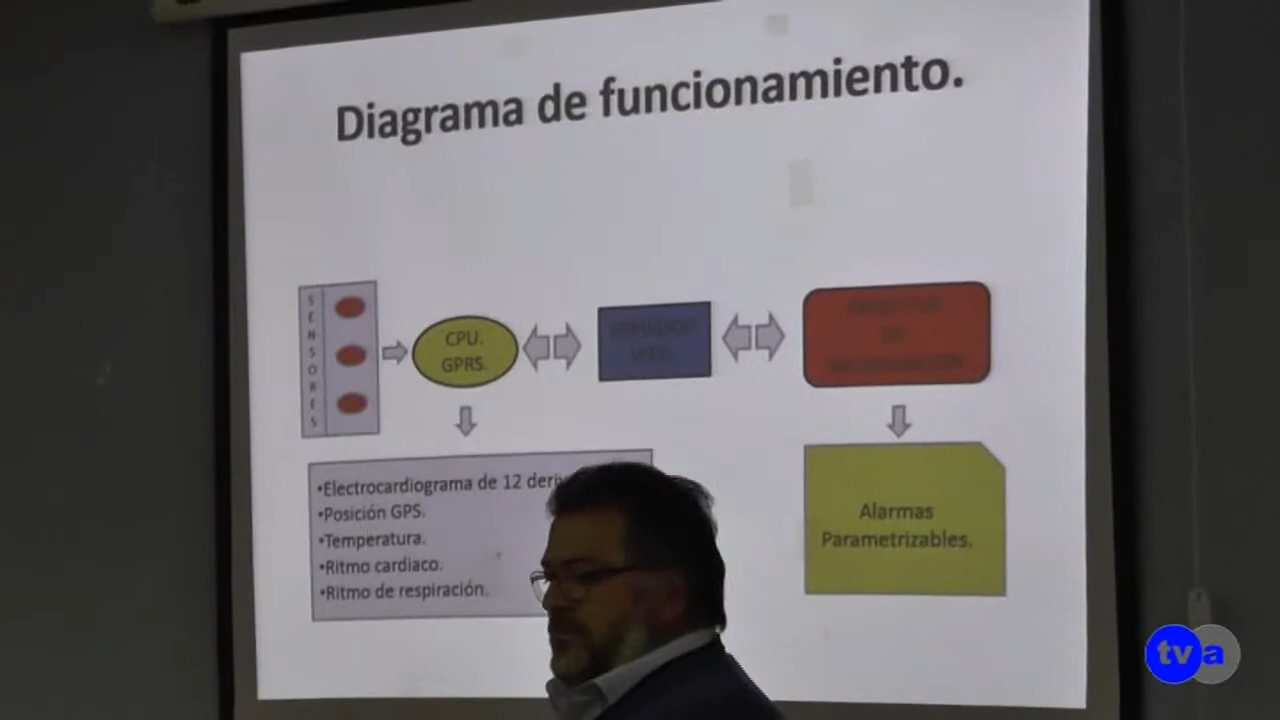 Diagrama de funcionamiento.
SENSORES
CPU.
GPRS.
•Electrocardiograma de 12
•Posición GPS.
•Temperatura.
•Ritmo cardiaco.
•Ritmo de respiración.
Alarmas
Parametrizables.
tva